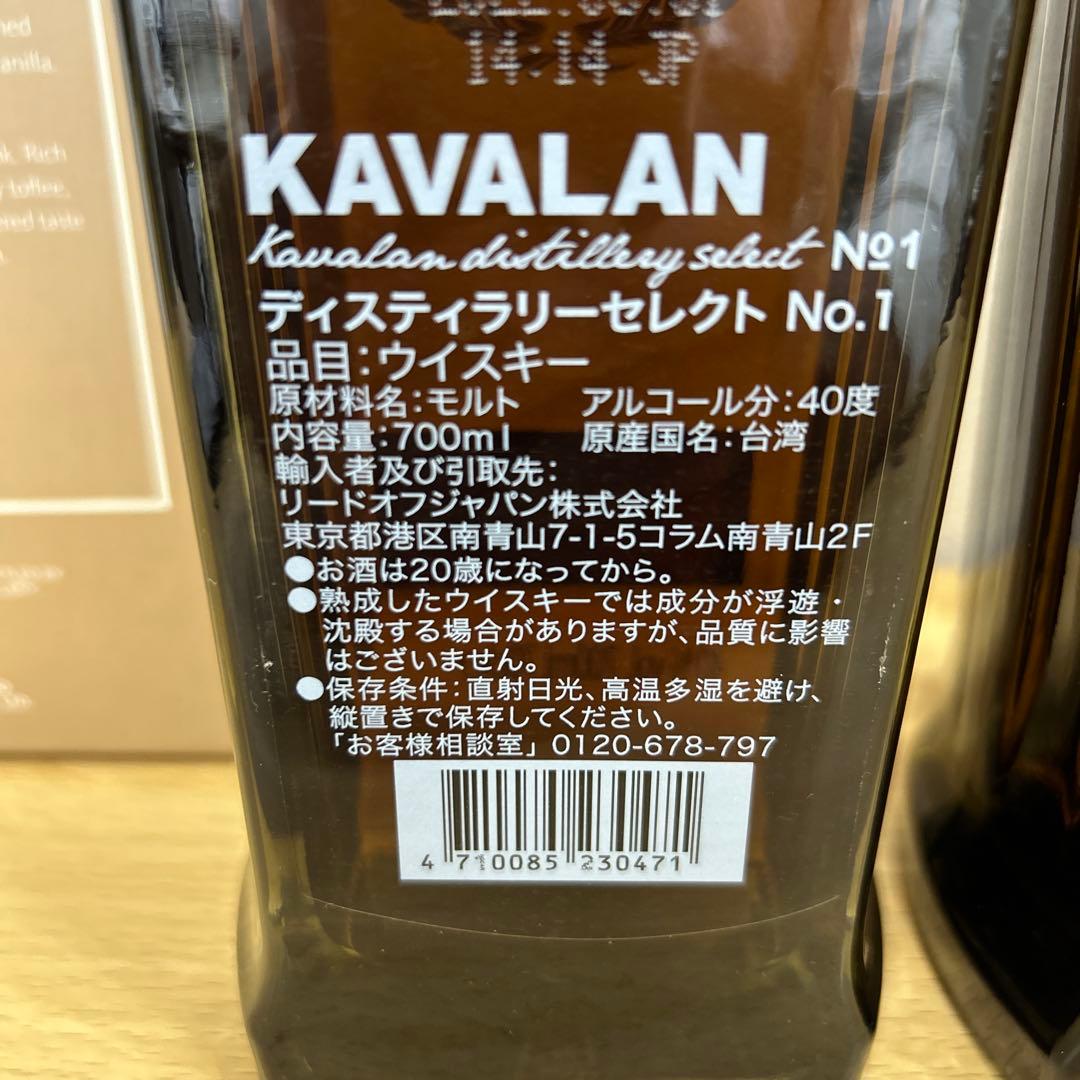 ned
anilla.
k. Rich
y toffee,
ered taste
14:14 JP
KAVALAN
Kavalan distillery select №1
ディスティラリーセレクト No.1
品目:ウイスキー
原材料名:モルト アルコール分:40度
内容量:700ml 原産国名:台湾
輸入者及び引取先:
リードオフジャパン株式会社
東京都港区南青山7-1-5コラム南青山2F
●お酒は20歳になってから。
●熟成したウイスキーでは成分が浮遊・
沈殿する場合がありますが、品質に影響
はございません。
●保存条件:直射日光、高温多湿を避け、
縦置きで保存してください。
「お客様相談室」0120-678-797
4 710085 230471